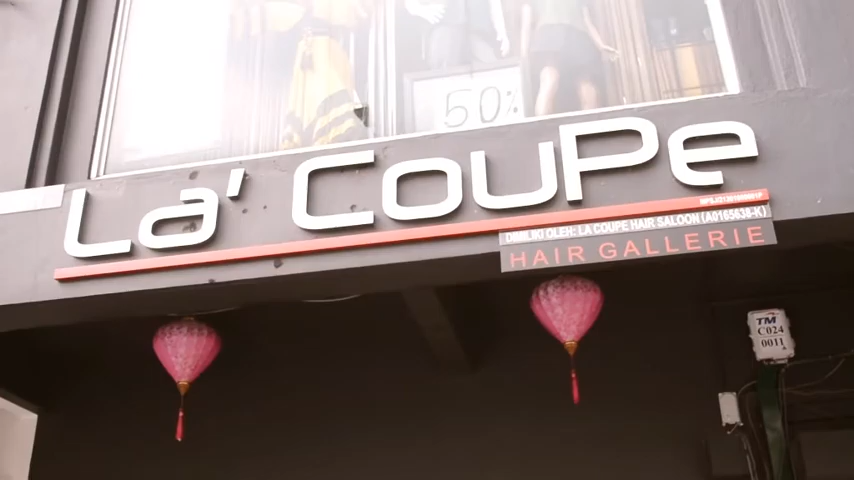 50%
La' CouPe
DIMILIKI OLEH: LA COUPE HAIR SALOON (A0165638-K)
HAIR GALLERIE
TM
C024
0011